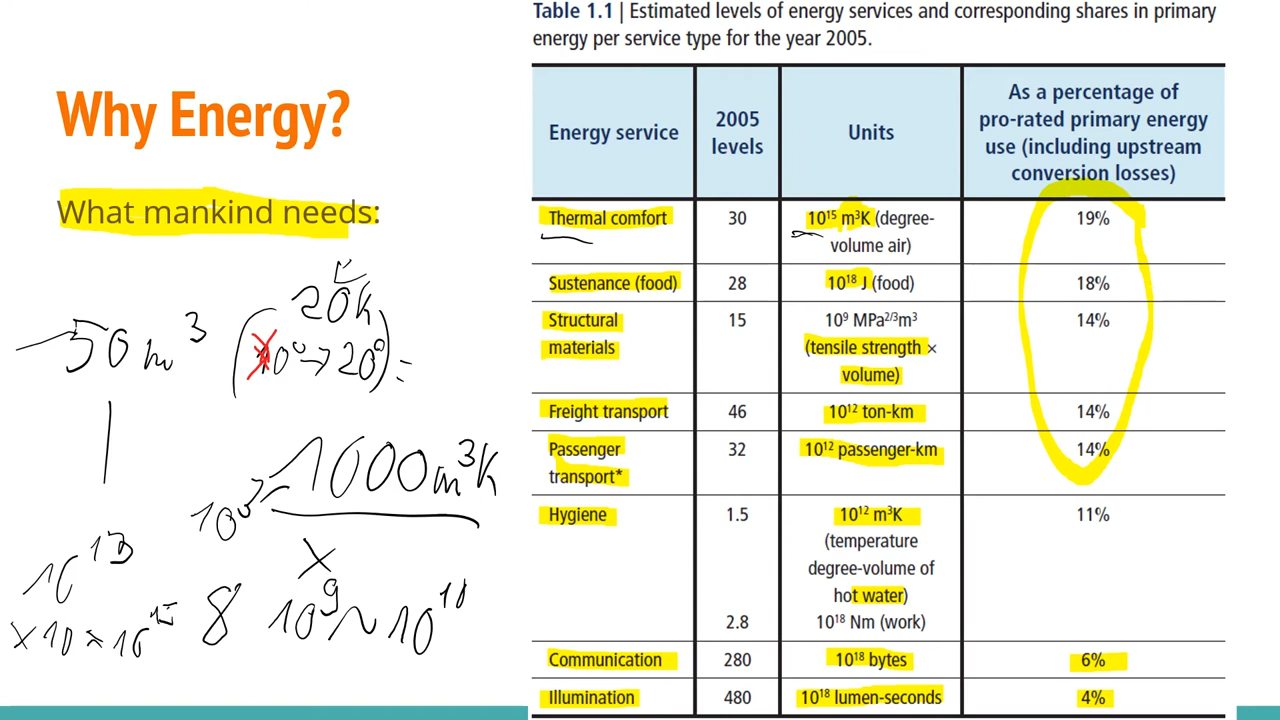 Why Energy?
What mankind needs:
20K
50 m³ (0° → 20°) =
1000 m³K
10³
×
10¹³
8 10⁹ ~ 10¹⁰
Table 1.1 | Estimated levels of energy services and corresponding shares in primary
energy per service type for the year 2005.
Energy service
2005
levels
Units
As a percentage of
pro-rated primary energy
use (including upstream
conversion losses)
Thermal comfort 30 10¹⁵ m³K (degree- 19%
volume air)
Sustenance (food) 28 10¹⁸ J (food) 18%
Structural 15 10⁹ MPa²/³m³ 14%
materials (tensile strength ×
volume)
Freight transport 46 10¹² ton-km 14%
Passenger 32 10¹² passenger-km 14%
transport*
Hygiene 1.5 10¹² m³K 11%
(temperature
degree-volume of
hot water)
2.8 10¹⁸ Nm (work)
Communication 280 10¹⁸ bytes 6%
Illumination 480 10¹⁸ lumen-seconds 4%